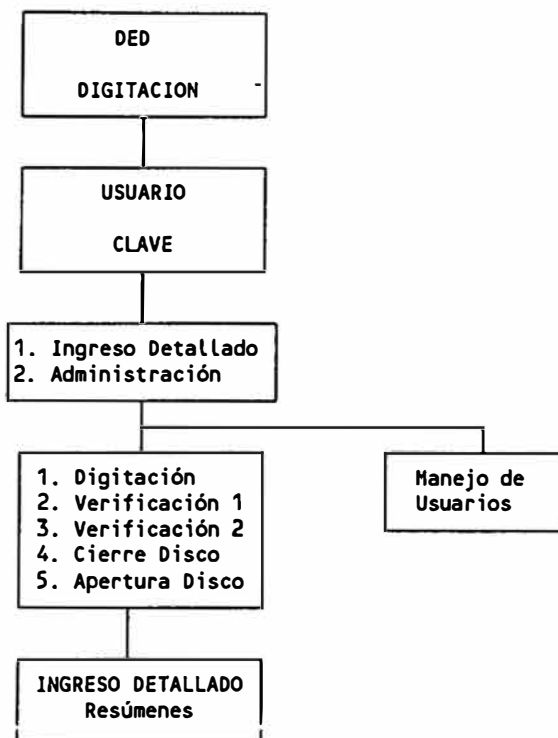 DED
DIGITACION
USUARIO
CLAVE
1. Ingreso Detallado
2. Administración
1. Digitación
2. Verificación 1
3. Verificación 2
4. Cierre Disco
5. Apertura Disco
Manejo de
Usuarios
INGRESO DETALLADO
Resúmenes